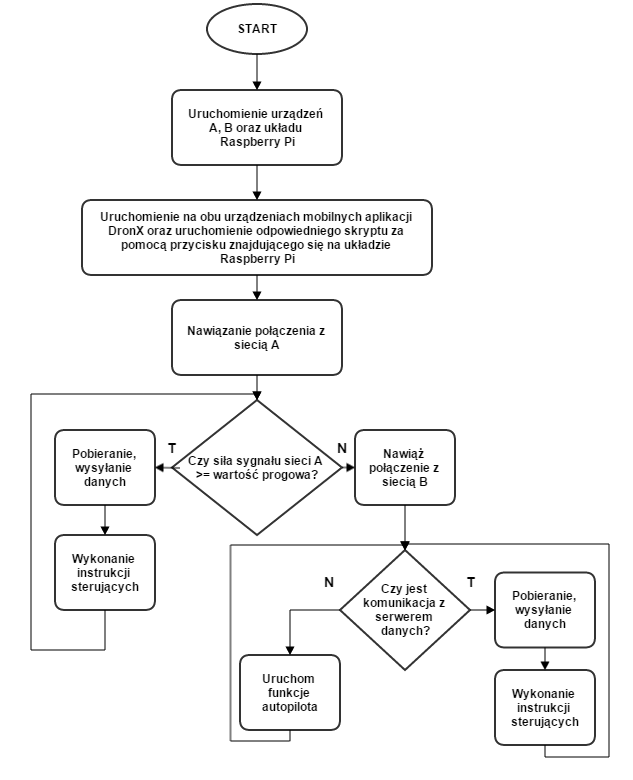 START
Uruchomienie urządzeń
A, B oraz układu
Raspberry Pi
Uruchomienie na obu urządzeniach mobilnych aplikacji
DronX oraz uruchomienie odpowiedniego skryptu za
pomocą przycisku znajdującego się na układzie
Raspberry Pi
Nawiązanie połączenia z
siecią A
T
Czy siła sygnału sieci A
>= wartość progowa?
N
Pobieranie,
wysyłanie
danych
Nawiąż
połączenie z
siecią B
Wykonanie
instrukcji
sterujących
N
Czy jest
komunikacja z
serwerem
danych?
T
Pobieranie,
wysyłanie
danych
Uruchom
funkcje
autopilota
Wykonanie
instrukcji
sterujących